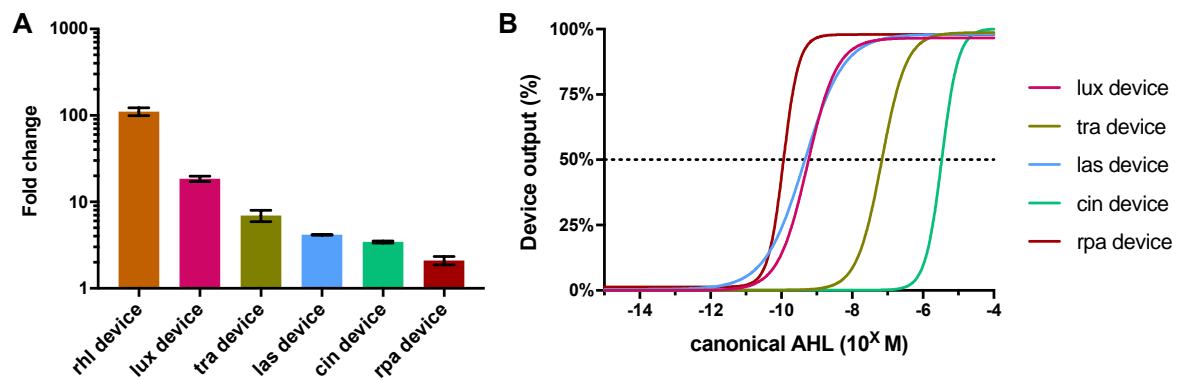 A
Fold change
1000
100
10
1
rhl device
lux device
tra device
las device
cin device
rpa device
B
Device output (%)
100%
75%
50%
25%
0%
-14
-12
-10
-8
-6
-4
canonical AHL (10^X M)
lux device
tra device
las device
cin device
rpa device